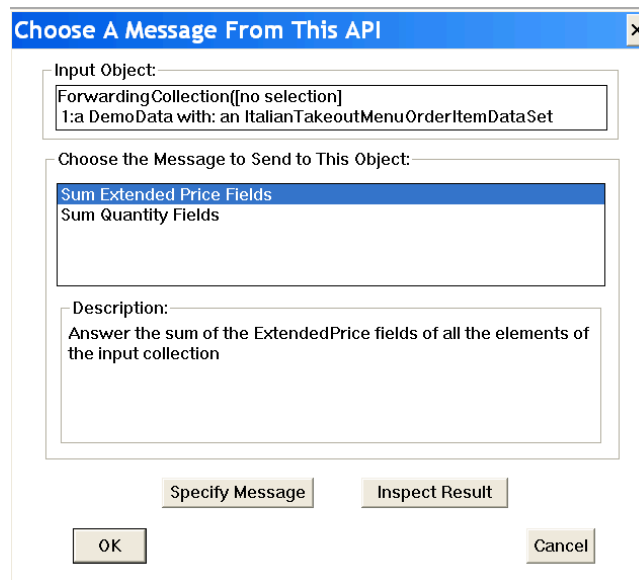 Choose A Message From This API
Input Object:
ForwardingCollection([no selection]
1:a DemoData with: an ItalianTakeoutMenuOrderItemDataSet
Choose the Message to Send to This Object:
Sum Extended Price Fields
Sum Quantity Fields
Description:
Answer the sum of the ExtendedPrice fields of all the elements of
the input collection
Specify Message
Inspect Result
OK
Cancel